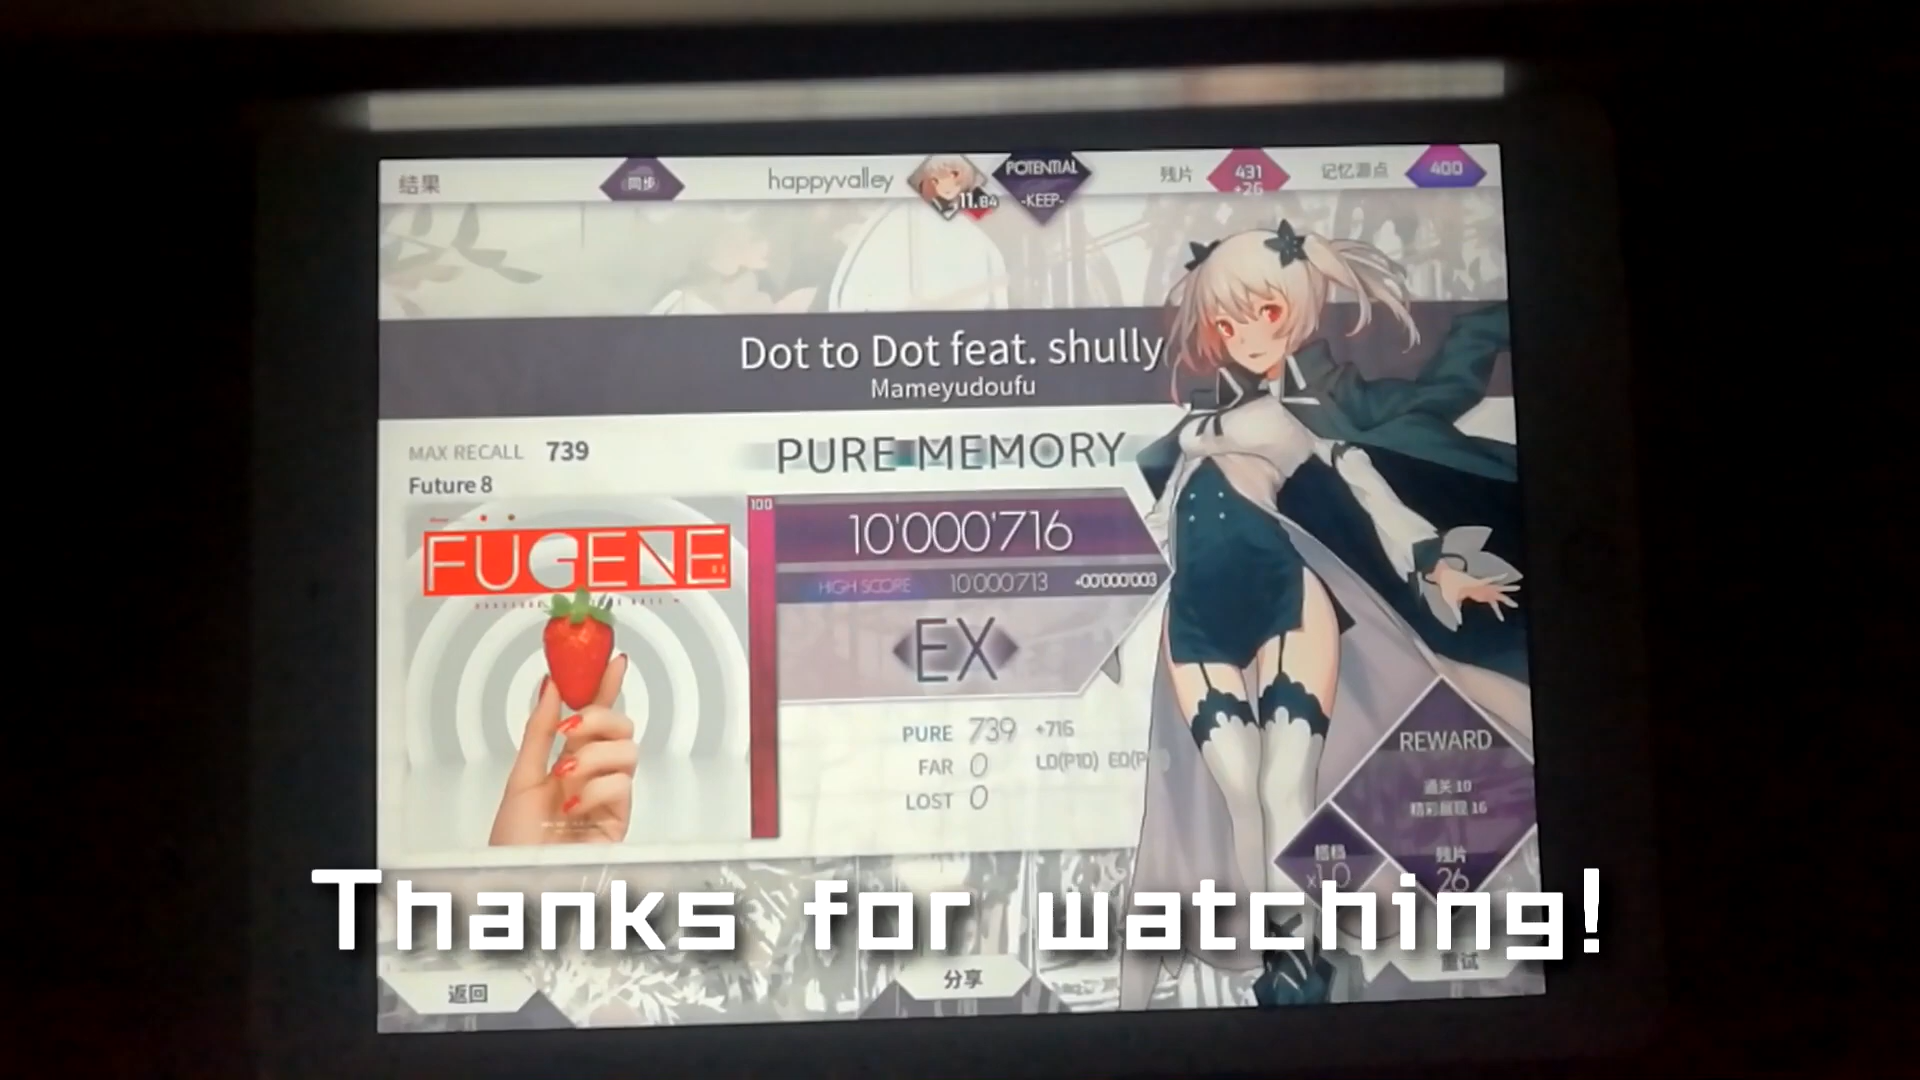 结果
同步
happyvalley
11.84
POTENTIAL
-KEEP-
残片
431
+26
记忆源点
400
Dot to Dot feat. shully
Mameyudoufu
MAX RECALL 739
Future 8
PURE MEMORY
FUGENE
100
10'000'716
HIGH SCORE 10'000'713 +00'000'003
EX
PURE 739 +716
FAR 0
LOST 0
REWARD
通关 10
x1.0
残片
26
Thanks for watching!
返回
分享
重试